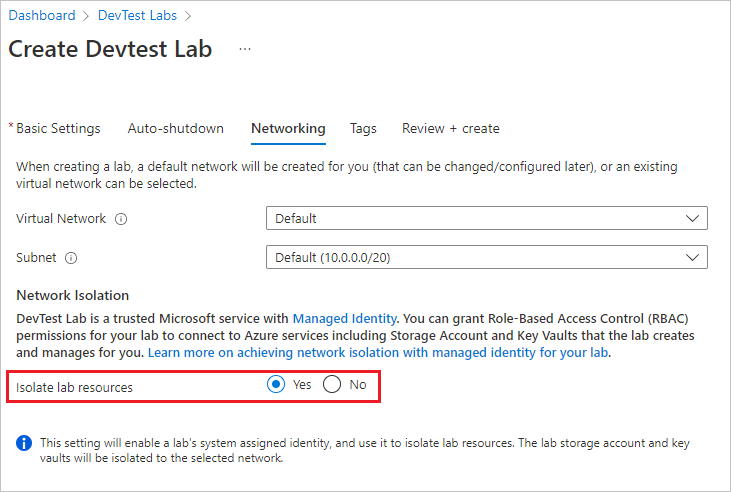 Dashboard > DevTest Labs >
Create Devtest Lab ...
* Basic Settings Auto-shutdown Networking Tags Review + create
When creating a lab, a default network will be created for you (that can be changed/configured later), or an existing
virtual network can be selected.
Virtual Network Default
Subnet Default (10.0.0.0/20)
Network Isolation
DevTest Lab is a trusted Microsoft service with Managed Identity. You can grant Role-Based Access Control (RBAC)
permissions for your lab to connect to Azure services including Storage Account and Key Vaults that the lab creates
and manages for you. Learn more on achieving network isolation with managed identity for your lab.
Isolate lab resources Yes No
This setting will enable a lab's system assigned identity, and use it to isolate lab resources. The lab storage account and key
vaults will be isolated to the selected network.